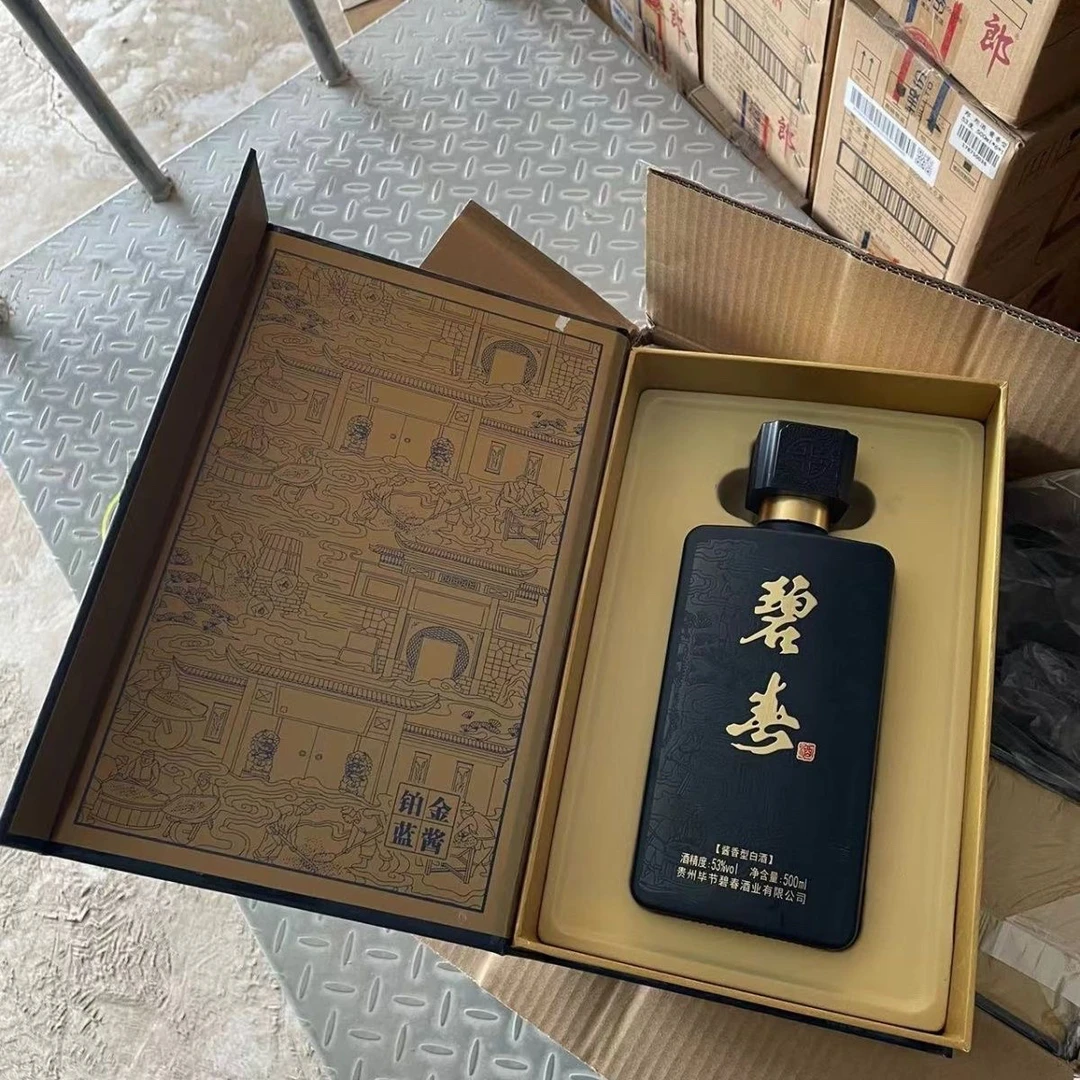 郎
郎
铂金
蓝酱
碧
春
酒
【酱香型白酒】
酒精度:53%vol 净含量:500ml
贵州毕节碧春酒业有限公司